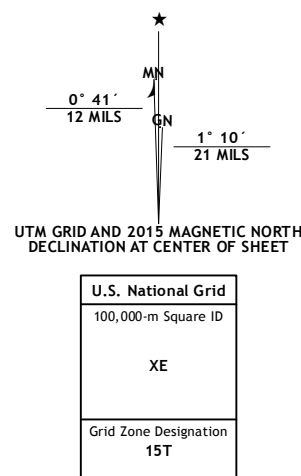 ★
MN
0° 41´
12 MILS
GN
1° 10´
21 MILS
UTM GRID AND 2015 MAGNETIC NORTH
DECLINATION AT CENTER OF SHEET
U.S. National Grid
100,000-m Square ID
XE
Grid Zone Designation
15T